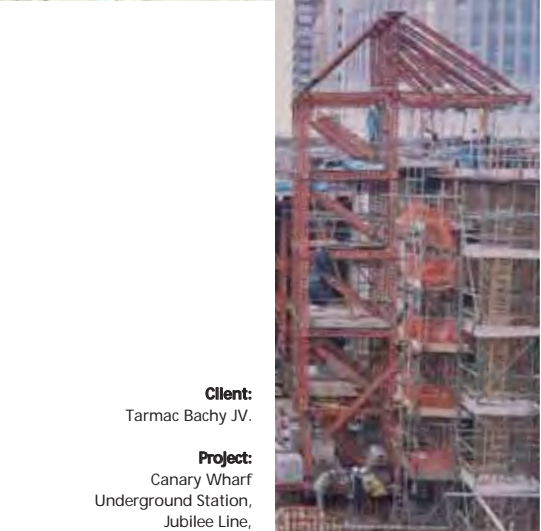 Client:
Tarmac Bachy JV.
Project:
Canary Wharf
Underground Station,
Jubilee Line,